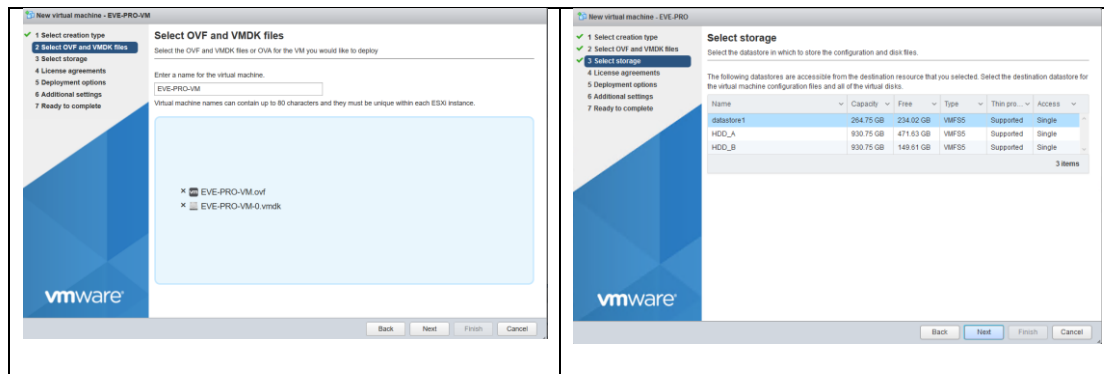 New virtual machine - EVE-PRO-VM
1 Select creation type
2 Select OVF and VMDK files
3 Select storage
4 License agreements
5 Deployment options
6 Additional settings
7 Ready to complete
Select OVF and VMDK files
Select the OVF and VMDK files or OVA for the VM you would like to deploy
Enter a name for the virtual machine.
EVE-PRO-VM
Virtual machine names can contain up to 80 characters and they must be unique within each ESXi instance.
EVE-PRO-VM.ovf
EVE-PRO-VM-0.vmdk
vmware
Back Next Finish Cancel
New virtual machine - EVE-PRO
1 Select creation type
2 Select OVF and VMDK files
3 Select storage
4 License agreements
5 Deployment options
6 Additional settings
7 Ready to complete
Select storage
Select the datastore in which to store the configuration and disk files.
The following datastores are accessible from the destination resource that you selected. Select the destination datastore for
the virtual machine configuration files and all of the virtual disks.
Name Capacity Free Type Thin pro... Access
datastore1 264.75 GB 234.02 GB VMFS5 Supported Single
HDD_A 930.75 GB 471.63 GB VMFS5 Supported Single
HDD_B 930.75 GB 149.61 GB VMFS5 Supported Single
3 items
vmware
Back Next Finish Cancel